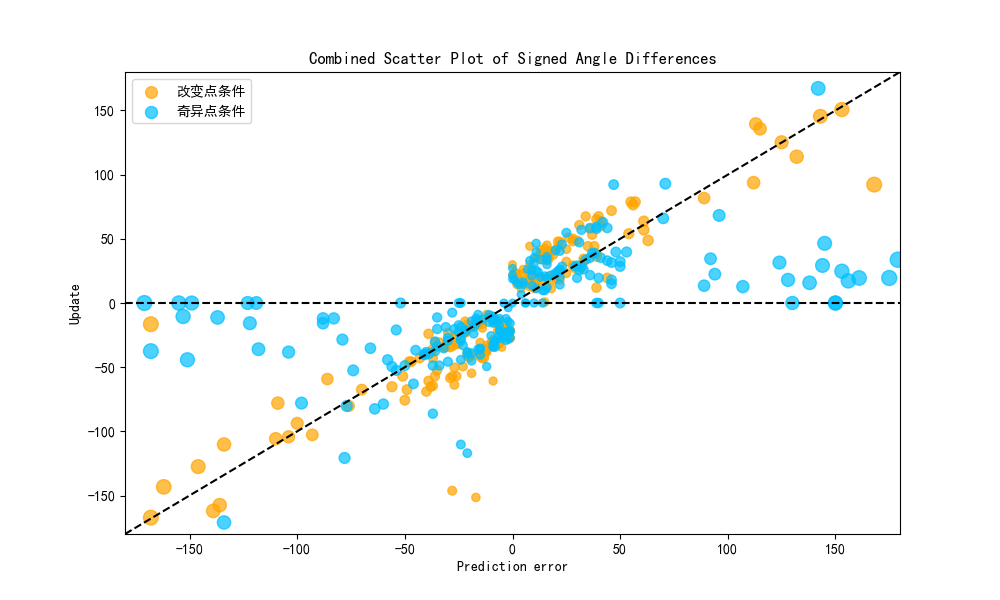 Combined Scatter Plot of Signed Angle Differences
改变点条件
奇异点条件
150
100
50
0
−50
−100
−150
Update
−150 −100 −50 0 50 100 150
Prediction error